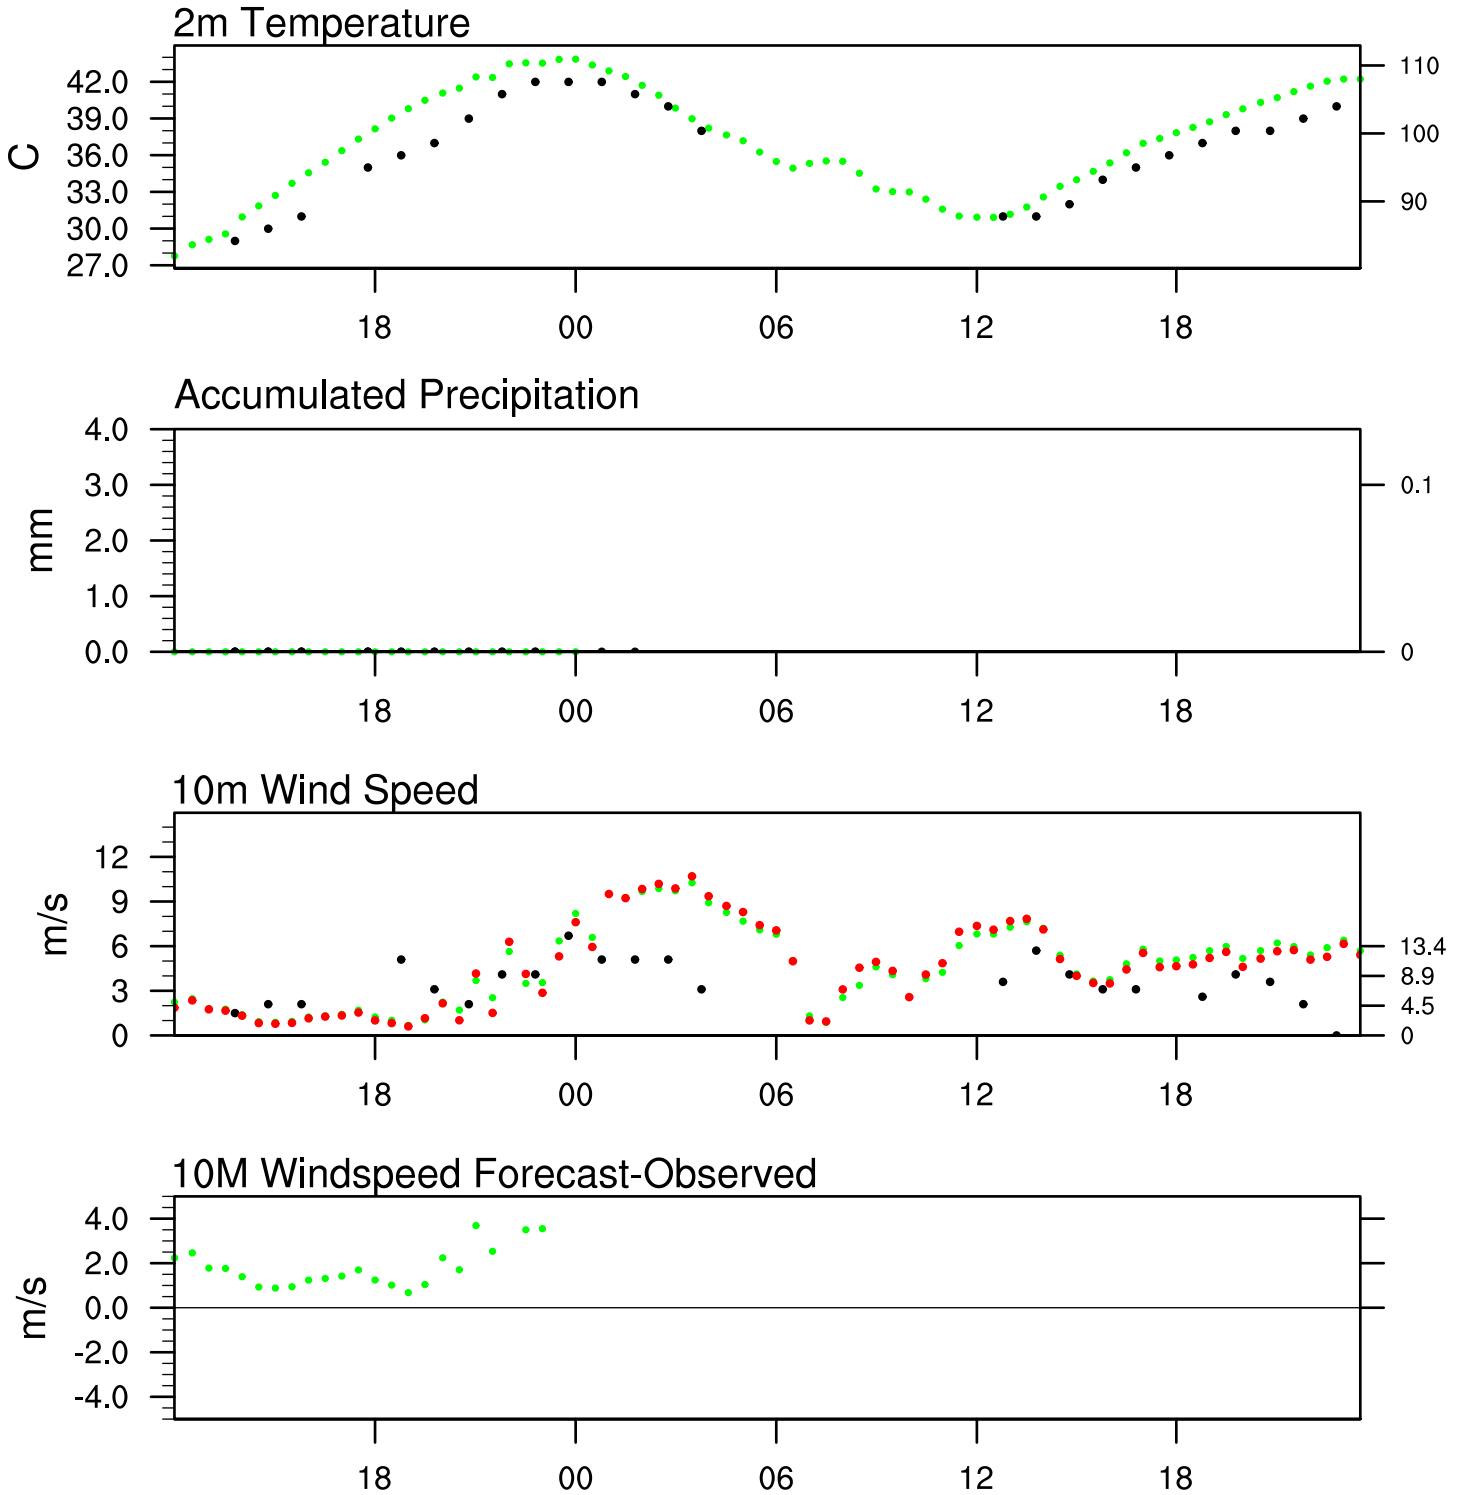 2m Temperature
C
42.0
39.0
36.0
33.0
30.0
27.0
110
100
90
18 00 06 12 18
Accumulated Precipitation
mm
4.0
3.0
2.0
1.0
0.0
0.1
0
18 00 06 12 18
10m Wind Speed
m/s
12
9
6
3
0
13.4
8.9
4.5
0
18 00 06 12 18
10M Windspeed Forecast-Observed
m/s
4.0
2.0
0.0
-2.0
-4.0
18 00 06 12 18